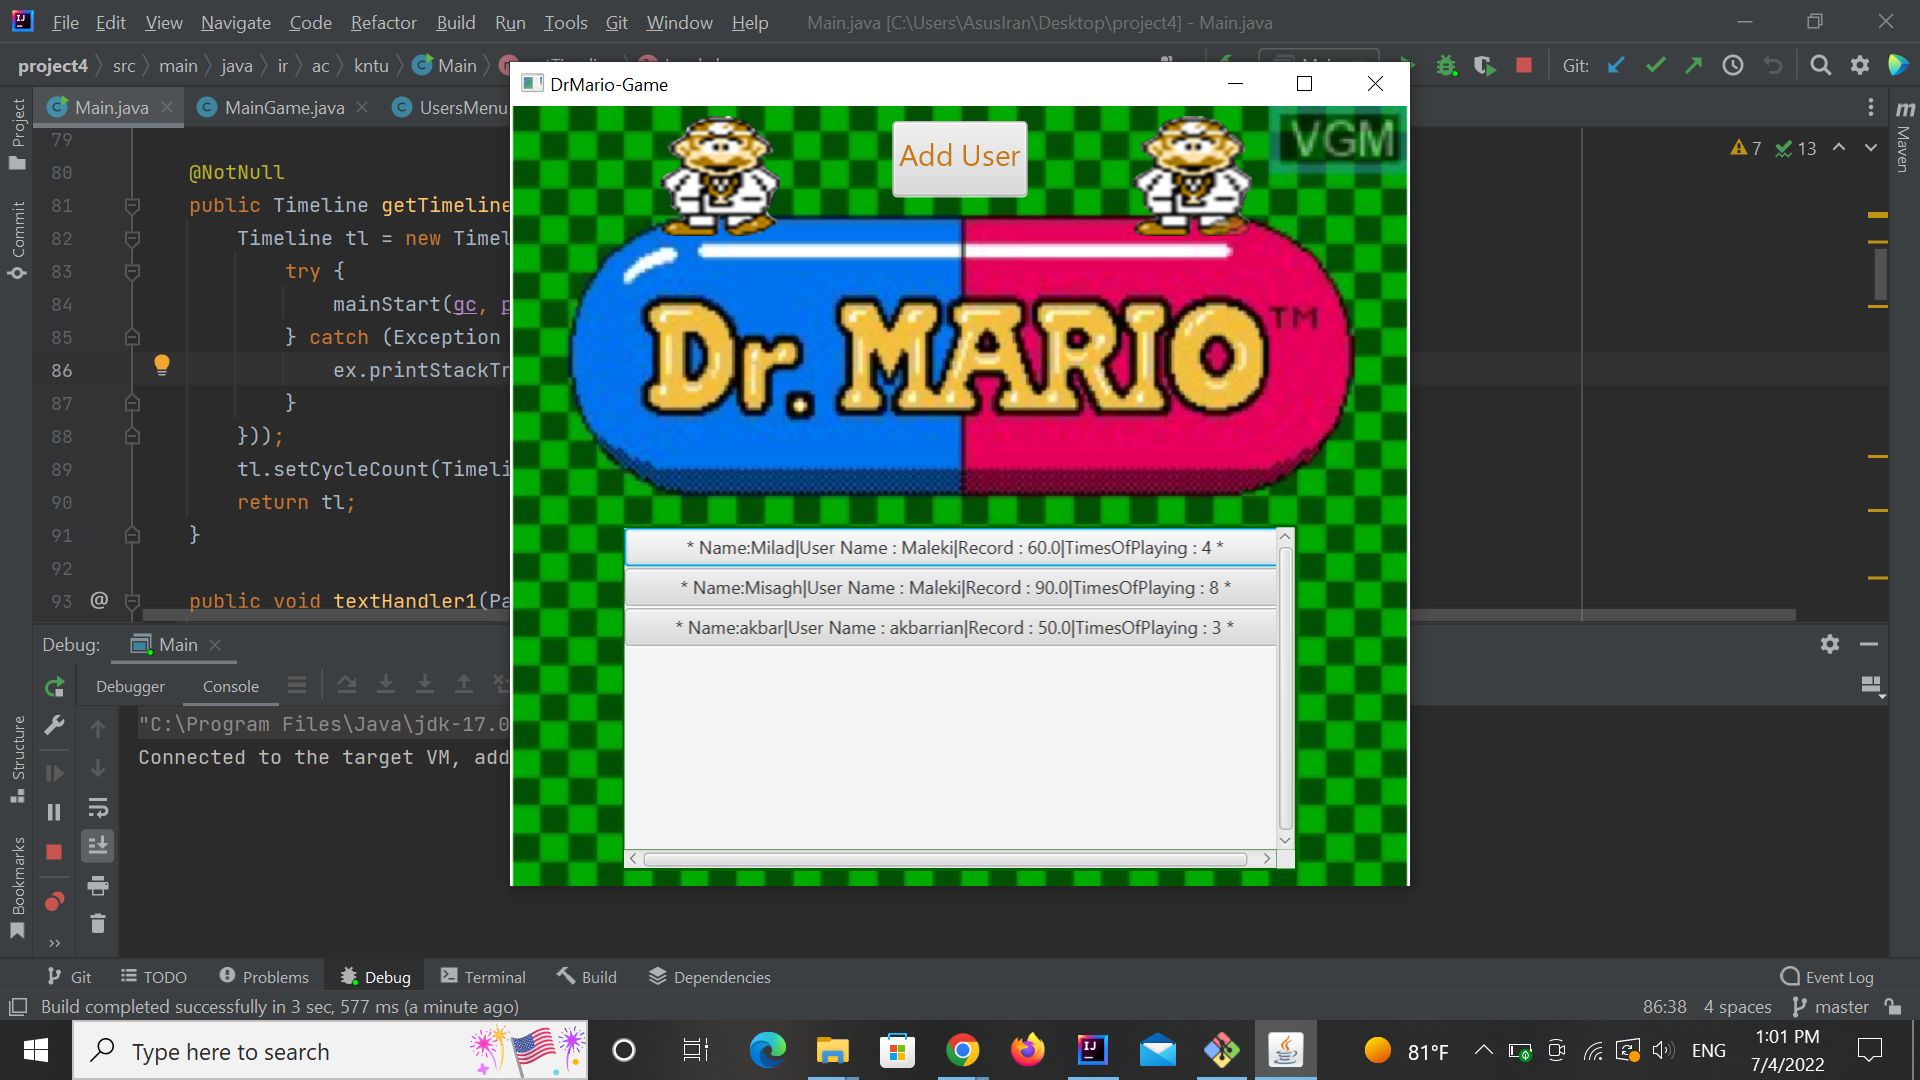 File Edit View Navigate Code Refactor Build Run Tools Git Window Help Main.java [C:\Users\AsusIran\Desktop\project4] - Main.java
project4 src main java ir ac kntu Main
Git:
Main.java MainGame.java UsersMenu
DrMario-Game
Add User
VGM
Dr. MARIO TM
* Name:Milad|User Name : Maleki|Record : 60.0|TimesOfPlaying : 4 *
* Name:Misagh|User Name : Maleki|Record : 90.0|TimesOfPlaying : 8 *
* Name:akbar|User Name : akbarrian|Record : 50.0|TimesOfPlaying : 3 *
7 13
Project
Commit
Structure
Bookmarks
m
Maven
79
80 @NotNull
81 public Timeline getTimeline
82 Timeline tl = new Timel
83 try {
84 mainStart(gc, p
85 } catch (Exception
86 ex.printStackTr
87 }
88 }));
89 tl.setCycleCount(Timeli
90 return tl;
91 }
92
93 @ public void textHandler1(Pa
Debug: Main
Debugger Console
"C:\Program Files\Java\jdk-17.0
Connected to the target VM, add
Git TODO Problems Debug Terminal Build Dependencies Event Log
Build completed successfully in 3 sec, 577 ms (a minute ago) 86:38 4 spaces master
Type here to search
81°F ENG
1:01 PM
7/4/2022